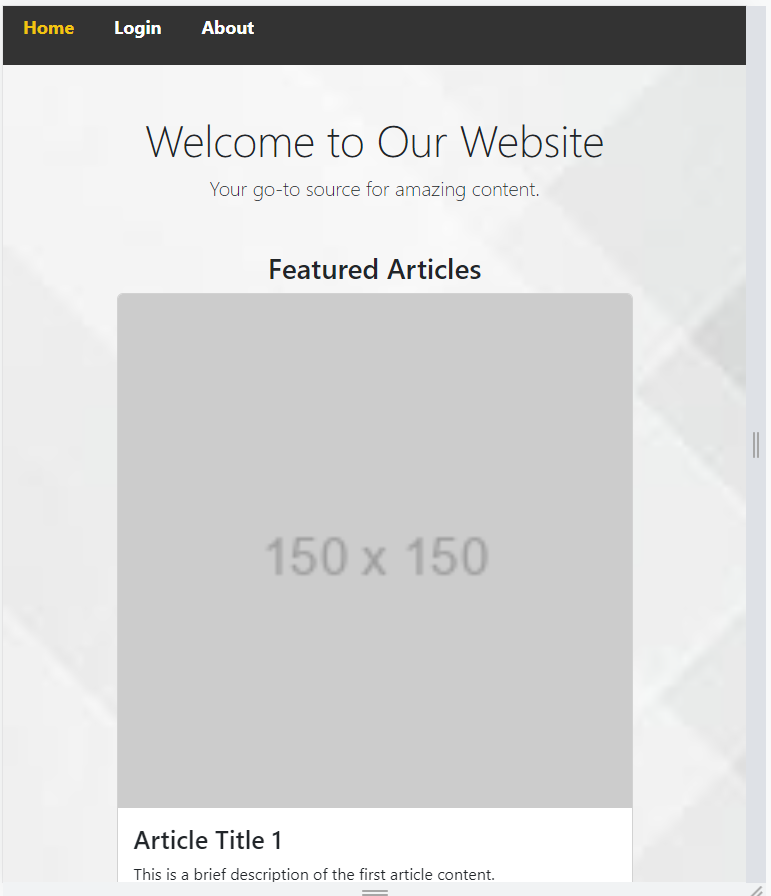 Home Login About
Welcome to Our Website
Your go-to source for amazing content.
Featured Articles
150 x 150
Article Title 1
This is a brief description of the first article content.